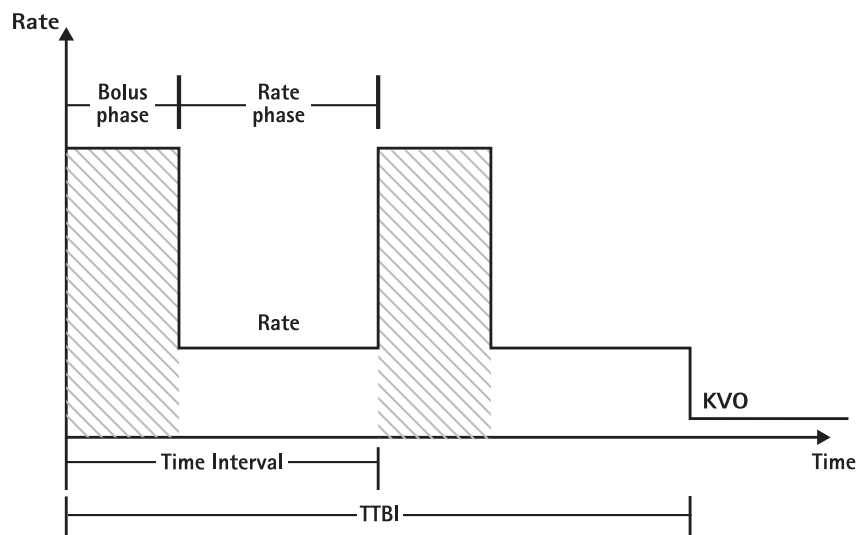 Rate
Bolus
phase
Rate
phase
Rate
KVO
Time Interval
Time
TTBI